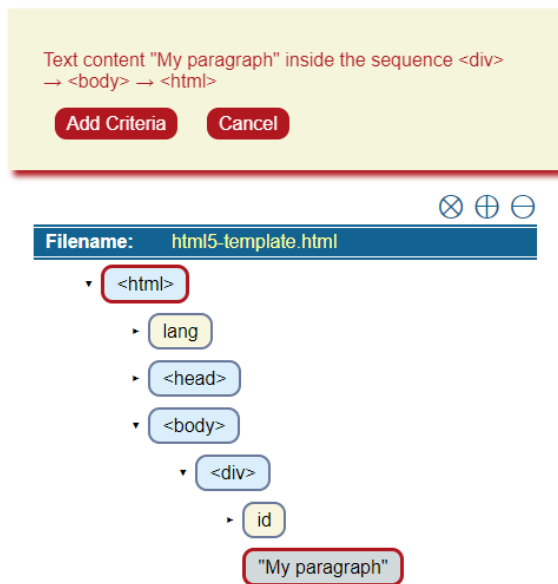 Text content "My paragraph" inside the sequence <div>
→ <body> → <html>
Add Criteria Cancel
Filename: html5-template.html
<html>
lang
<head>
<body>
<div>
id
"My paragraph"